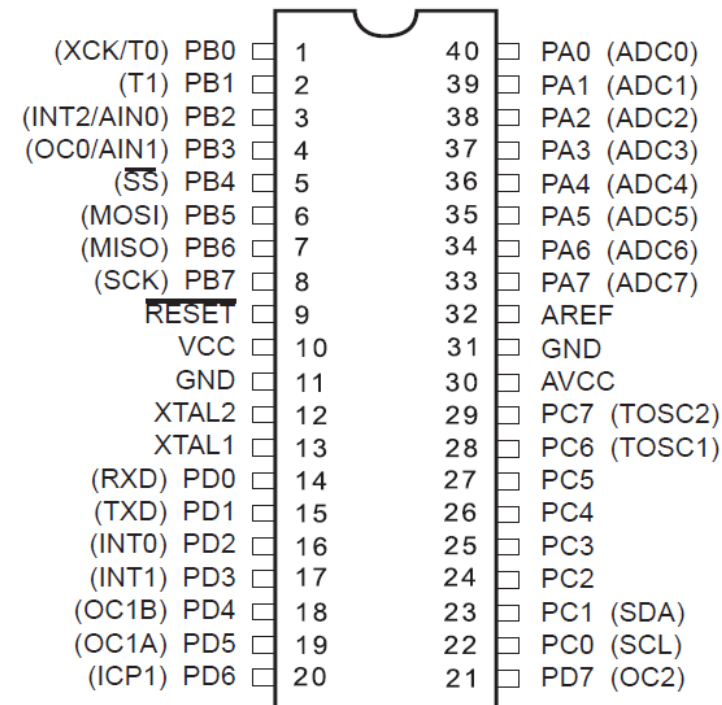 (XCK/T0) PB0 1 40 PA0 (ADC0)
(T1) PB1 2 39 PA1 (ADC1)
(INT2/AIN0) PB2 3 38 PA2 (ADC2)
(OC0/AIN1) PB3 4 37 PA3 (ADC3)
(SS) PB4 5 36 PA4 (ADC4)
(MOSI) PB5 6 35 PA5 (ADC5)
(MISO) PB6 7 34 PA6 (ADC6)
(SCK) PB7 8 33 PA7 (ADC7)
RESET 9 32 AREF
VCC 10 31 GND
GND 11 30 AVCC
XTAL2 12 29 PC7 (TOSC2)
XTAL1 13 28 PC6 (TOSC1)
(RXD) PD0 14 27 PC5
(TXD) PD1 15 26 PC4
(INT0) PD2 16 25 PC3
(INT1) PD3 17 24 PC2
(OC1B) PD4 18 23 PC1 (SDA)
(OC1A) PD5 19 22 PC0 (SCL)
(ICP1) PD6 20 21 PD7 (OC2)